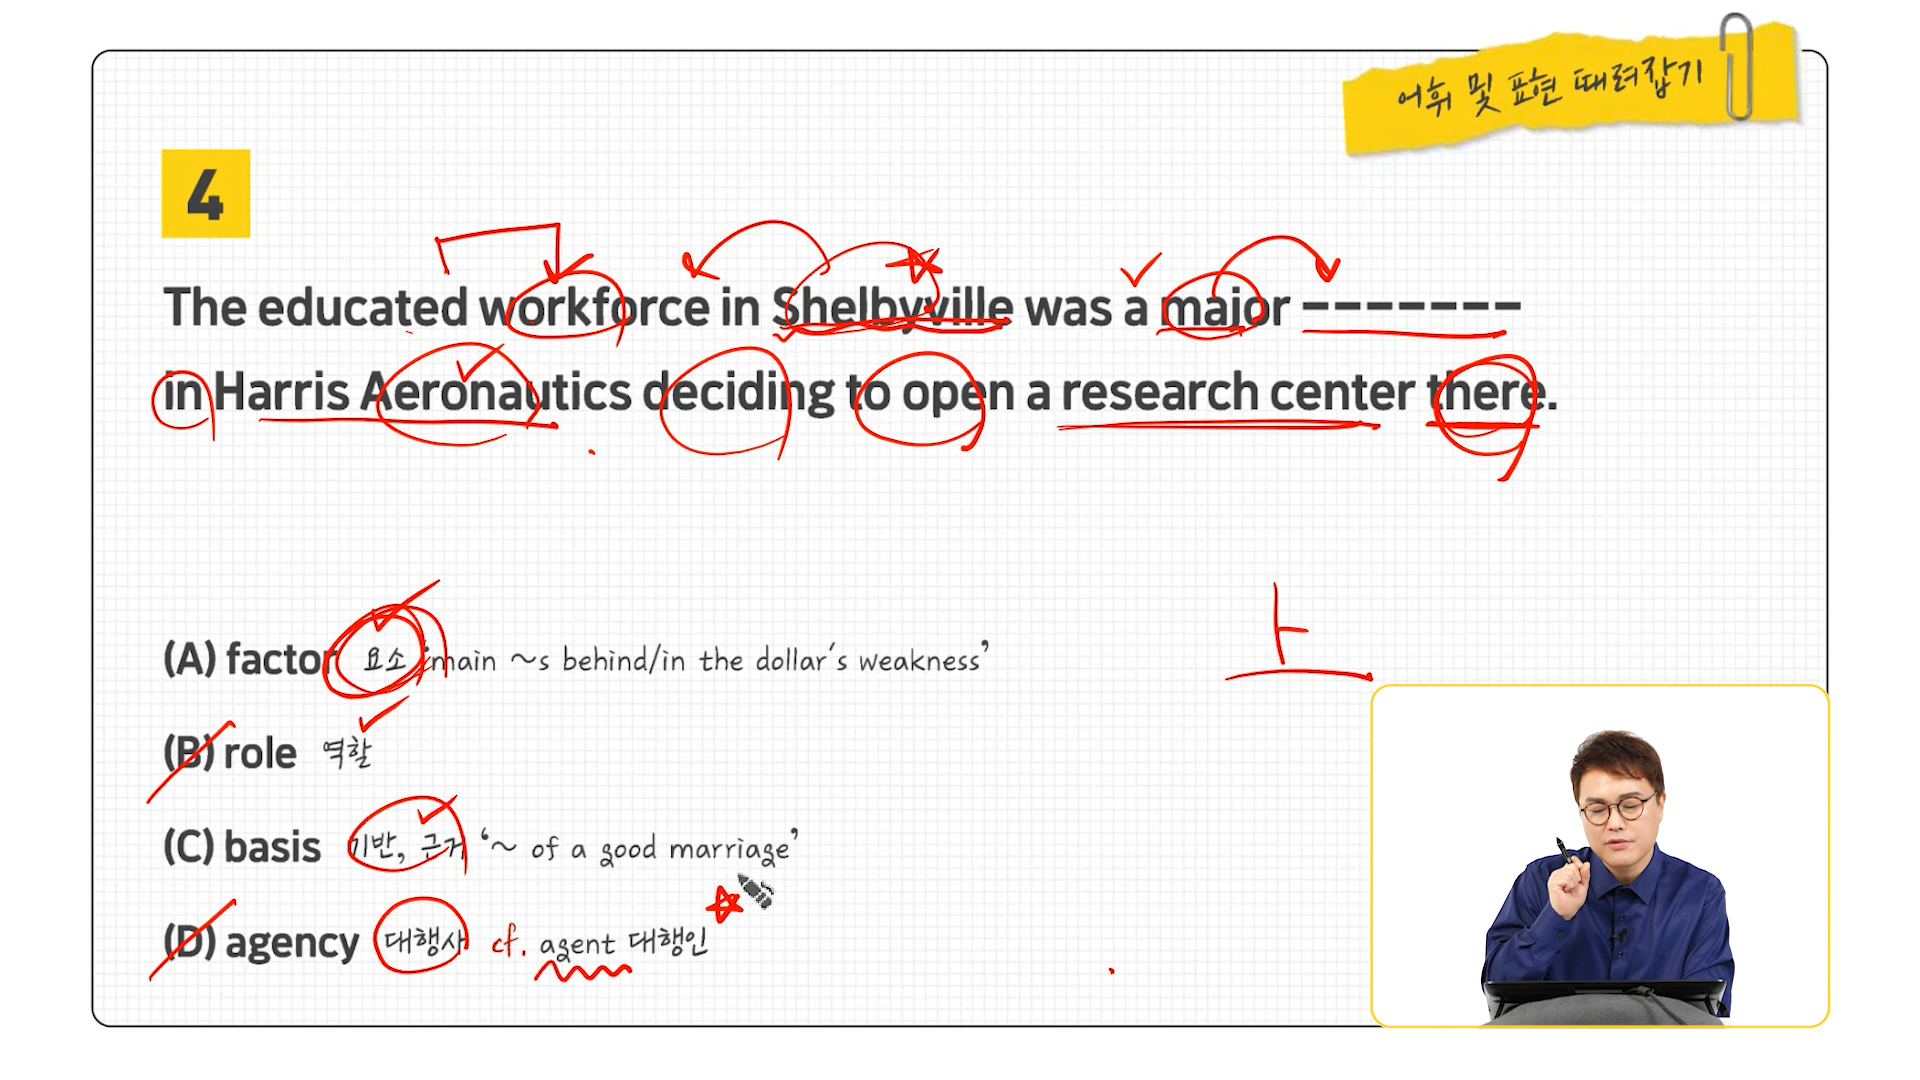 어휘 및 표현 때려잡기
4
The educated workforce in Shelbyville was a major -------
in Harris Aeronautics deciding to open a research center there.
(A) factor 요소 ‘main ~s behind/in the dollar’s weakness’
(B) role 역할
(C) basis 기반, 근거 ‘~ of a good marriage’
(D) agency 대행사 cf. agent 대행인